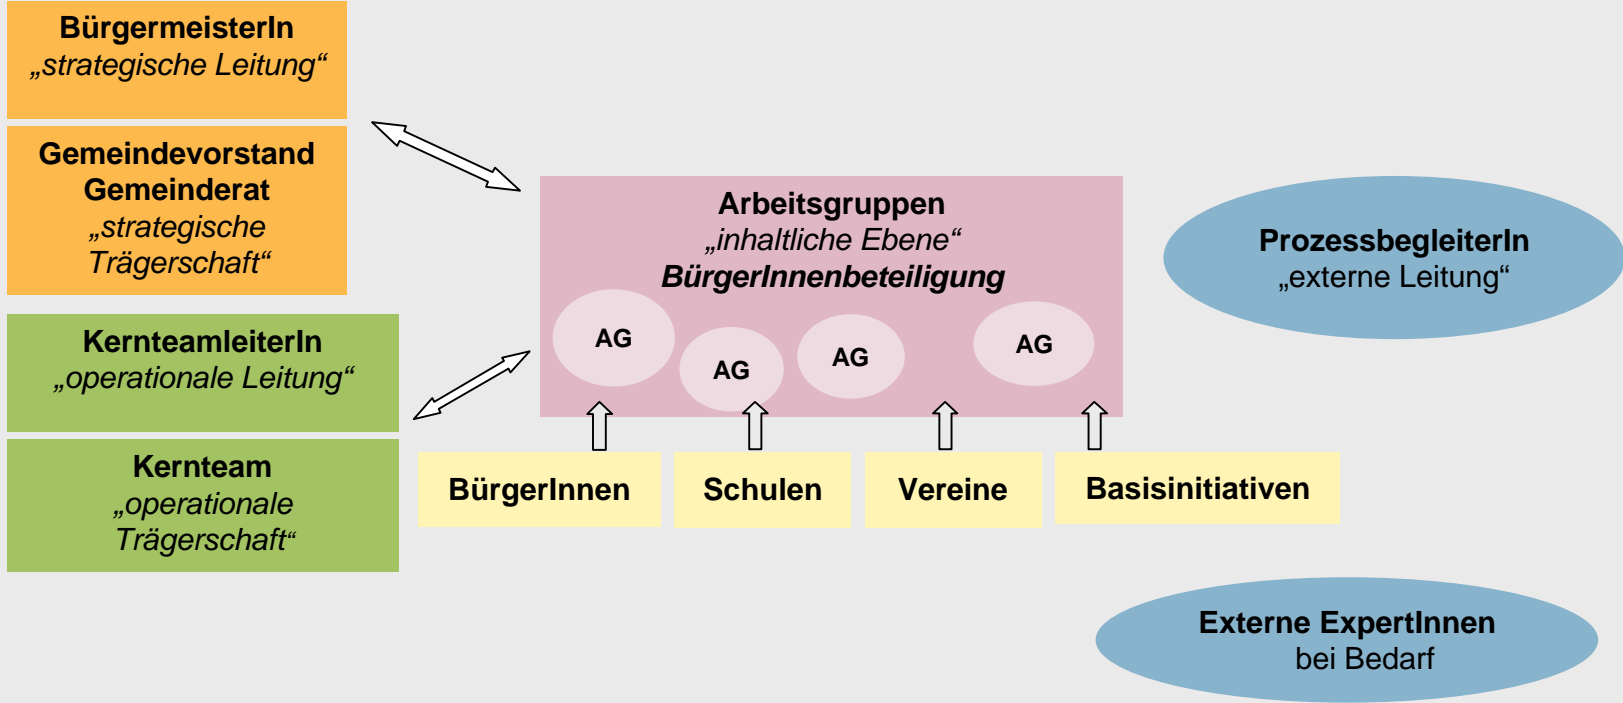 BürgermeisterIn
„strategische Leitung“
Gemeindevorstand
Gemeinderat
„strategische
Trägerschaft“
KernteamleiterIn
„operationale Leitung“
Kernteam
„operationale
Trägerschaft“
Arbeitsgruppen
„inhaltliche Ebene“
BürgerInnenbeteiligung
AG
AG
AG
AG
BürgerInnen
Schulen
Vereine
Basisinitiativen
ProzessbegleiterIn
„externe Leitung“
Externe ExpertInnen
bei Bedarf